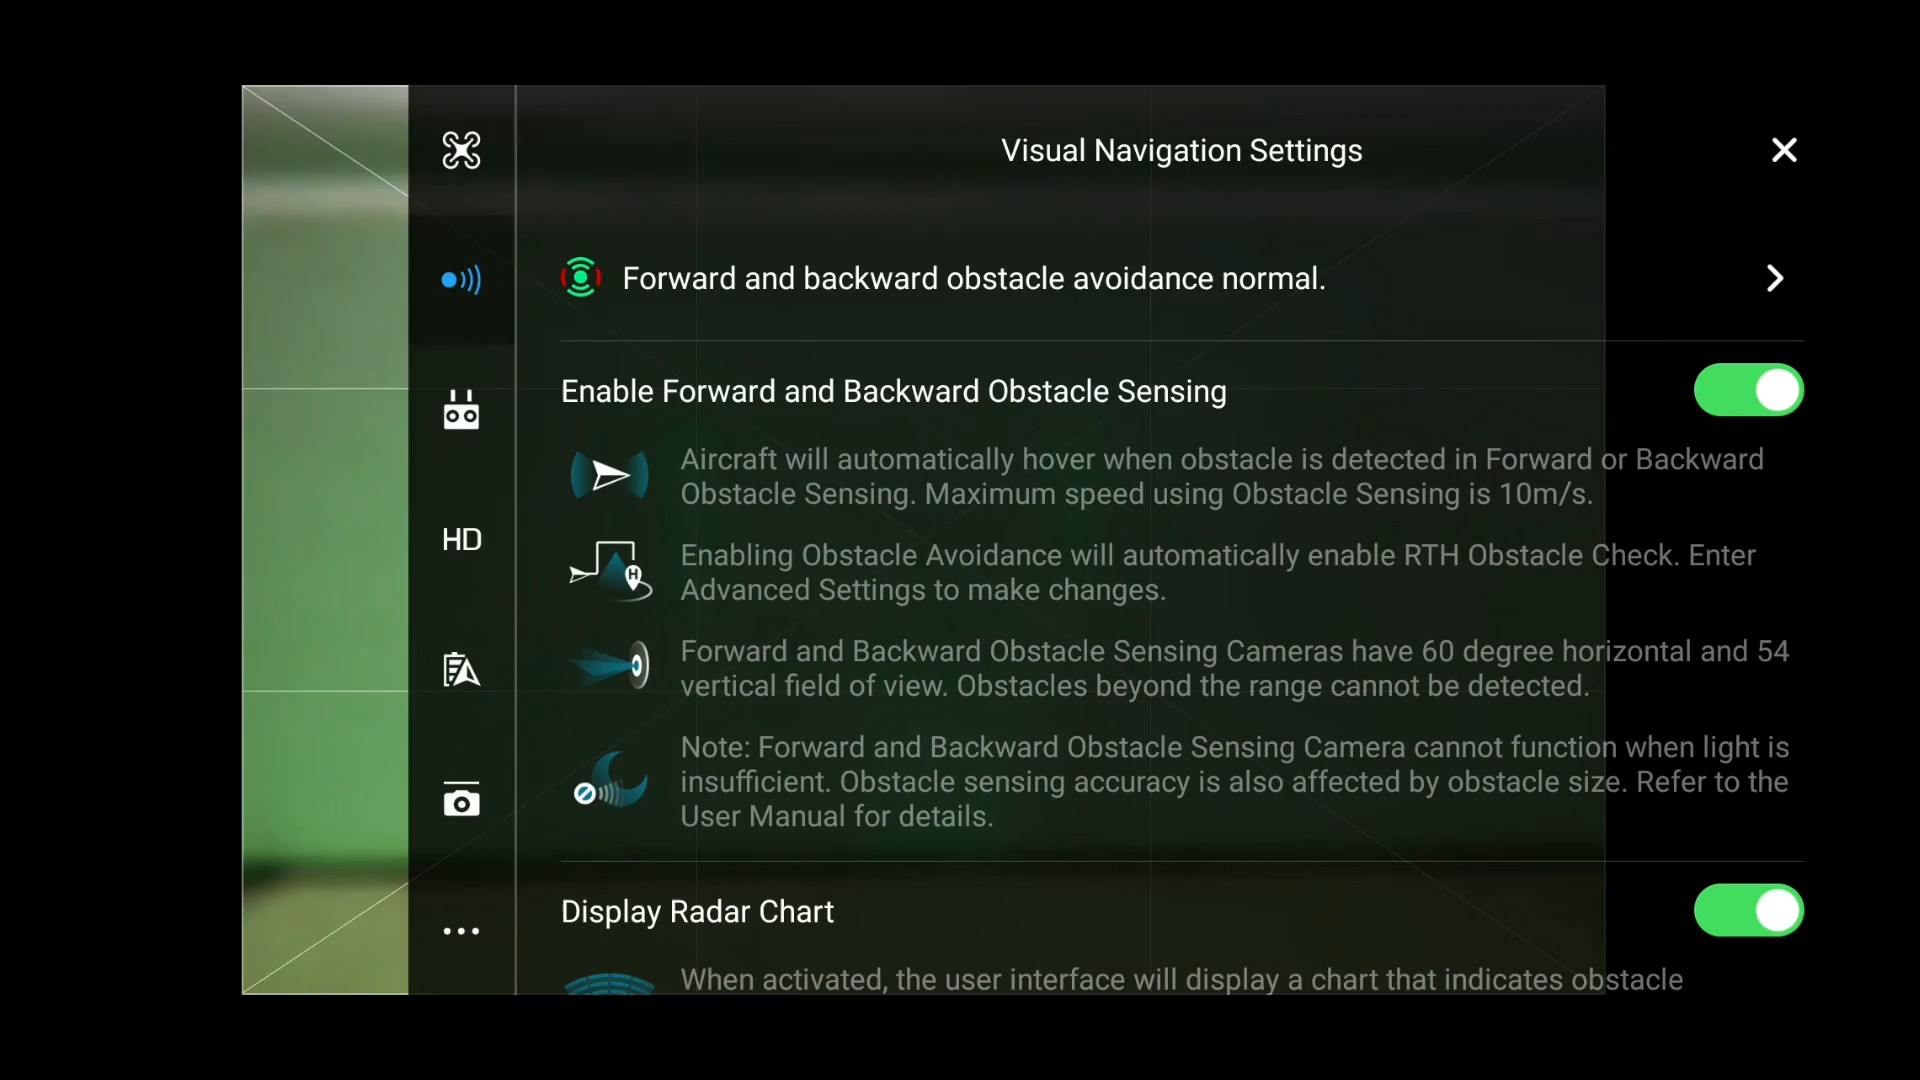 Visual Navigation Settings
Forward and backward obstacle avoidance normal.
Enable Forward and Backward Obstacle Sensing
Aircraft will automatically hover when obstacle is detected in Forward or Backward
Obstacle Sensing. Maximum speed using Obstacle Sensing is 10m/s.
Enabling Obstacle Avoidance will automatically enable RTH Obstacle Check. Enter
Advanced Settings to make changes.
HD
Forward and Backward Obstacle Sensing Cameras have 60 degree horizontal and 54
vertical field of view. Obstacles beyond the range cannot be detected.
Note: Forward and Backward Obstacle Sensing Camera cannot function when light is
insufficient. Obstacle sensing accuracy is also affected by obstacle size. Refer to the
User Manual for details.
Display Radar Chart
When activated, the user interface will display a chart that indicates obstacle